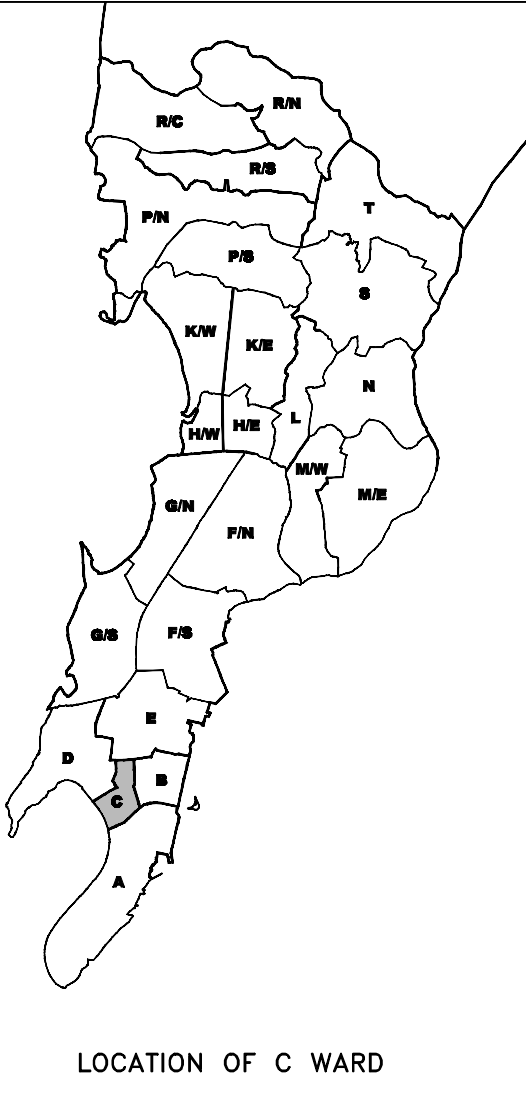 R/N
R/C
R/S
T
P/N
P/S
S
K/W
K/E
N
L
H/W
H/E
M/W
M/E
G/N
F/N
G/S
F/S
E
D
B
C
A
LOCATION OF C WARD